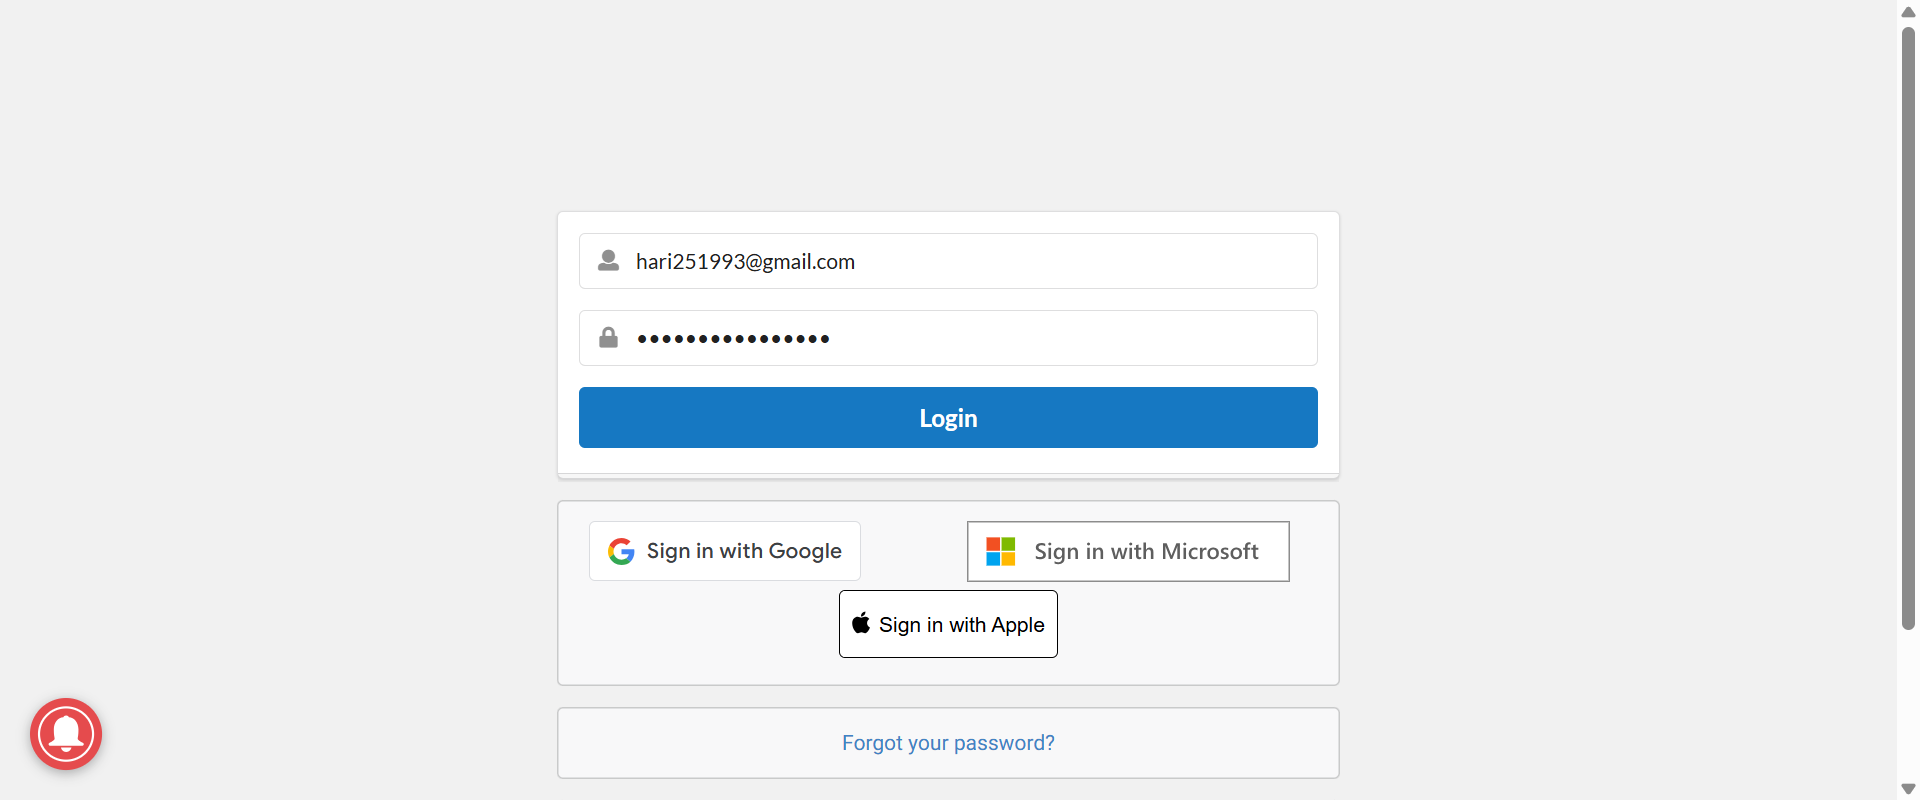 hari251993@gmail.com
••••••••••••••••
Login
Sign in with Google
Sign in with Microsoft
Sign in with Apple
Forgot your password?